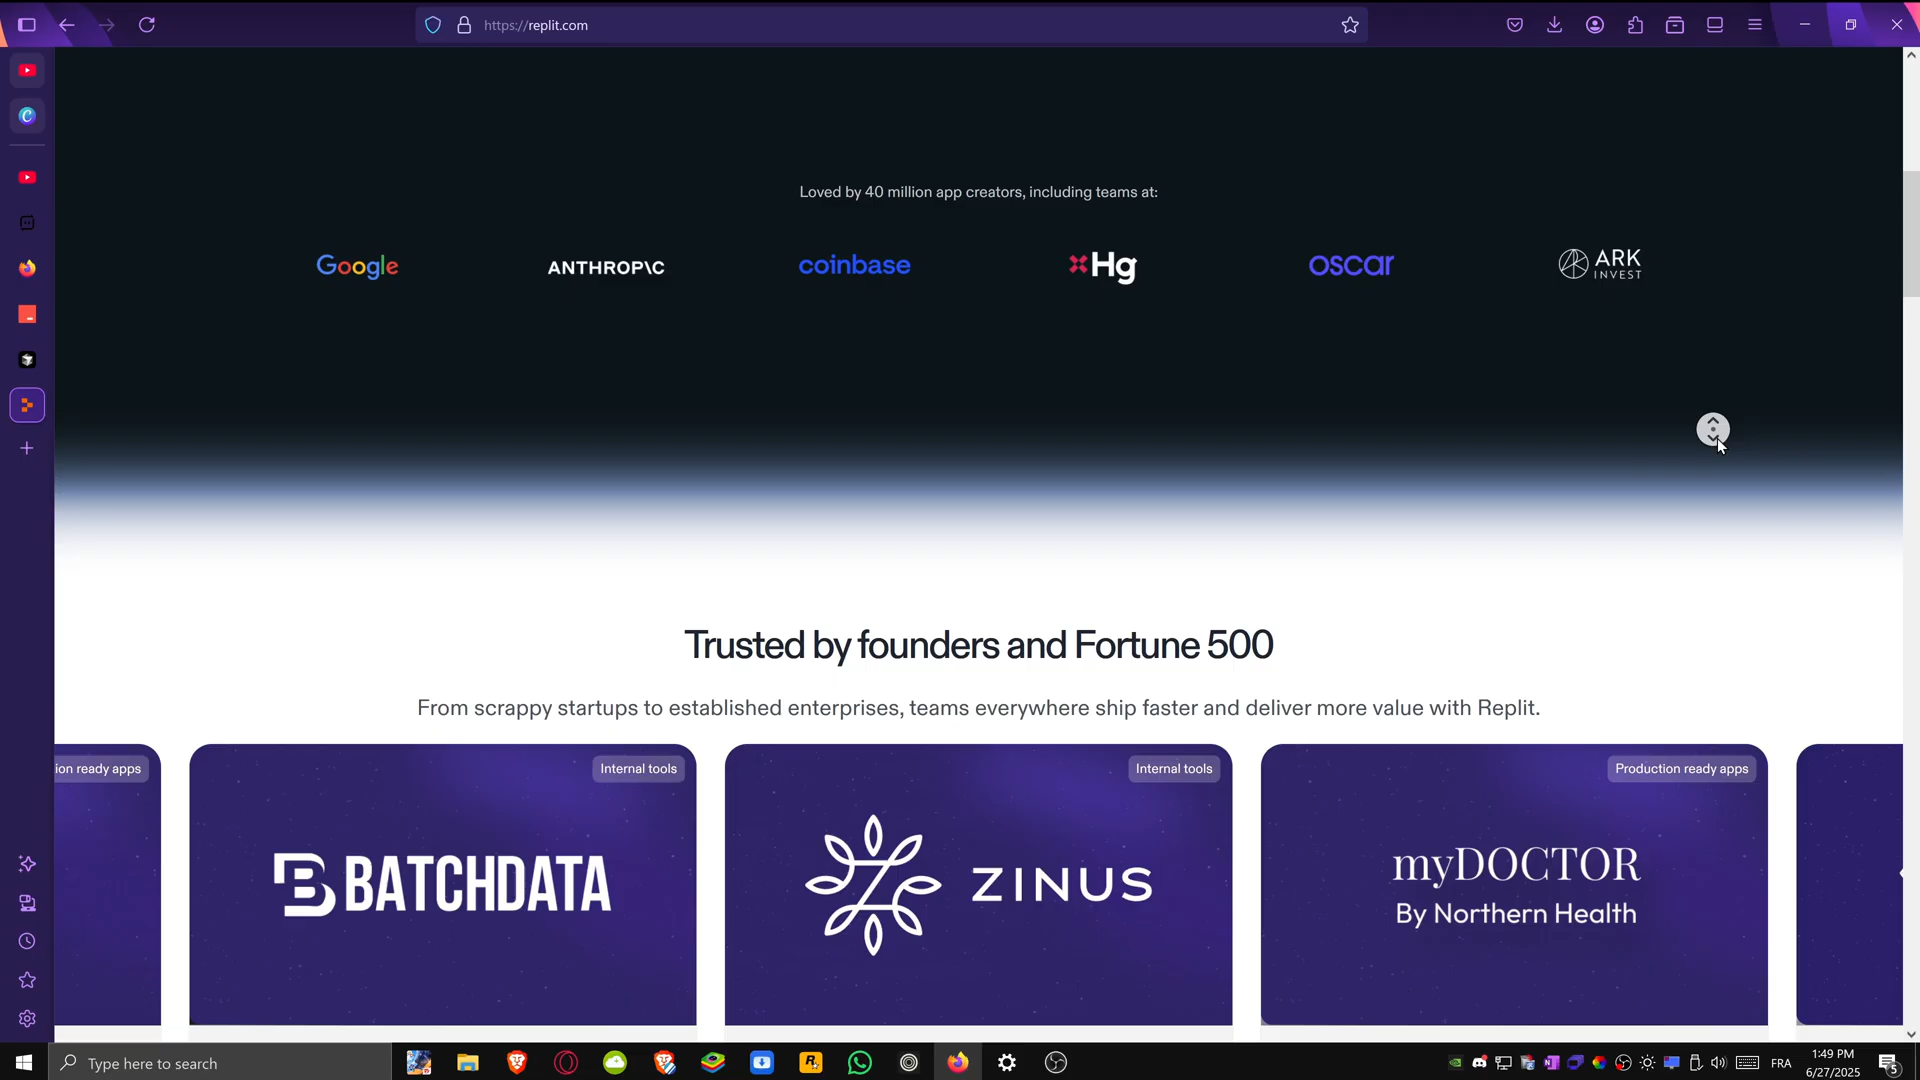 https://replit.com
Loved by 40 million app creators, including teams at:
Google
ANTHROP\C
coinbase
Hg
oscar
ARK
INVEST
Trusted by founders and Fortune 500
From scrappy startups to established enterprises, teams everywhere ship faster and deliver more value with Replit.
ion ready apps
Internal tools
Internal tools
Production ready apps
BATCHDATA
ZINUS
myDOCTOR
By Northern Health
Type here to search
FRA
1:49 PM
6/27/2025
5